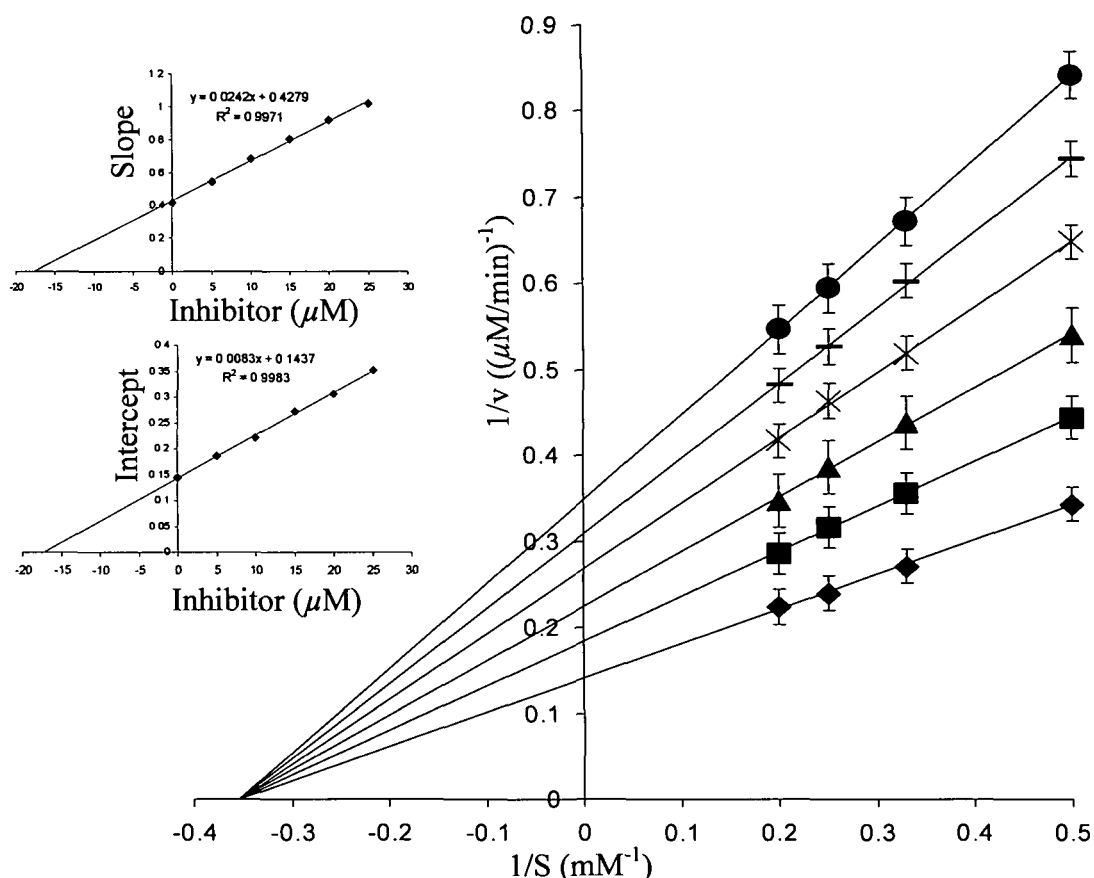 Slope
1 2
1
0.8
0.6
0.4
0.2
0
y = 0 0242x + 0 4279
R² = 0 9971
-20 -15 -10 -5 0 5 10 15 20 25 30
Inhibitor (μM)
Intercept
0.4
0.35
0.3
0.25
0.2
0.15
0.1
0.05
0
y = 0 0083x + 0 1437
R² = 0 9983
-20 -15 -10 -5 0 5 10 15 20 25 30
Inhibitor (μM)
1/v ((μM/min)⁻¹
0.9
0.8
0.7
0.6
0.5
0.4
0.3
0.2
0.1
0
-0.4 -0.3 -0.2 -0.1 0 0.1 0.2 0.3 0.4 0.5
1/S (mM⁻¹)